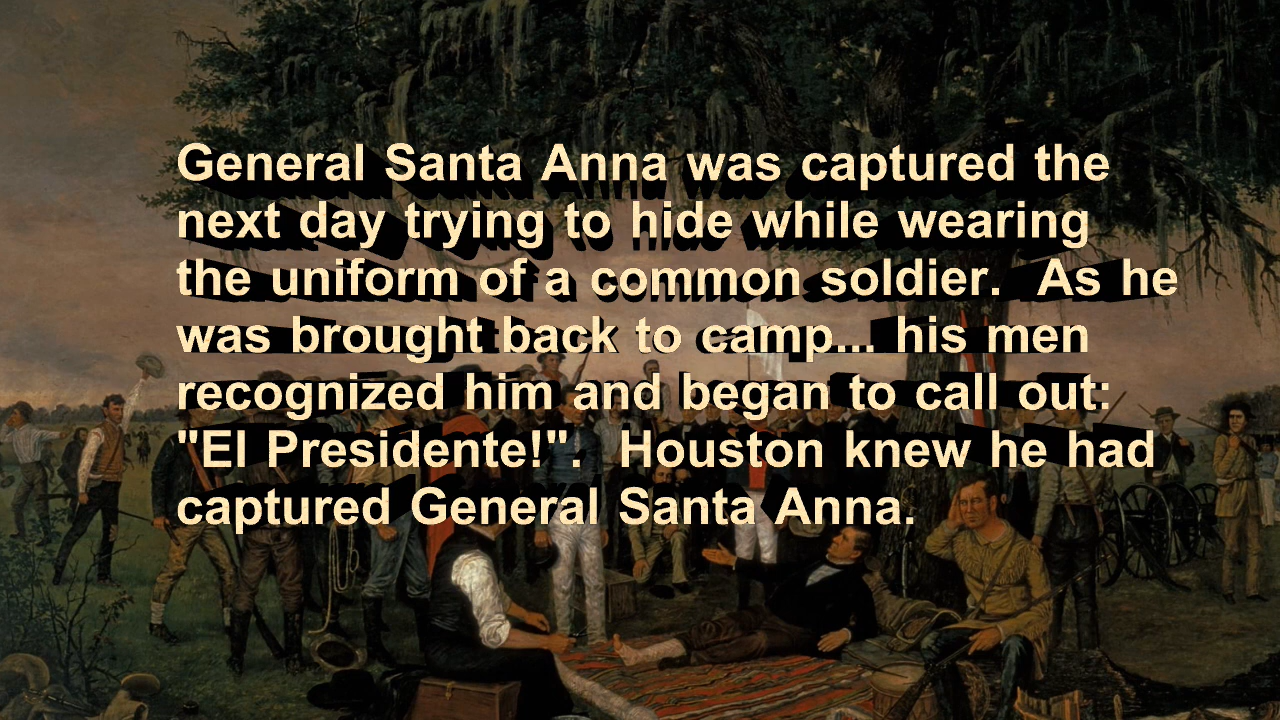 General Santa Anna was captured the
next day trying to hide while wearing
the uniform of a common soldier.  As he
was brought back to camp... his men
recognized him and began to call out:
"El Presidente!".  Houston knew he had
captured General Santa Anna.